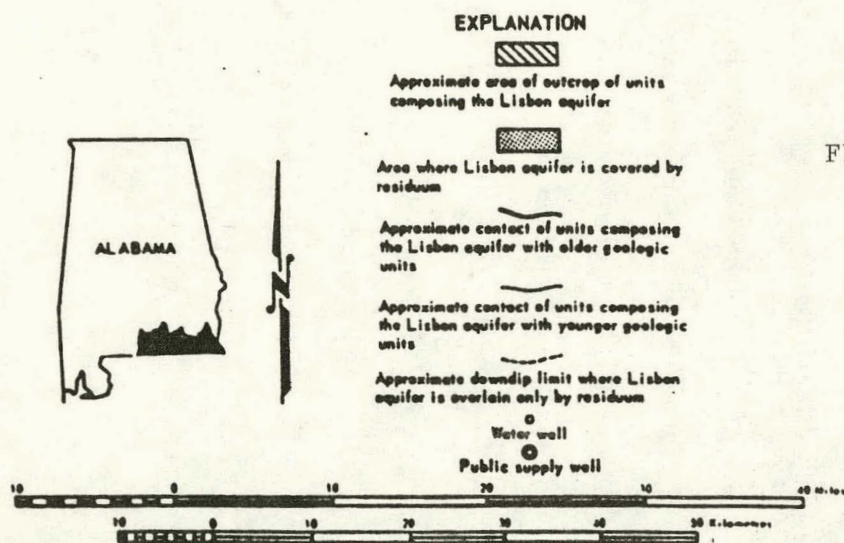 EXPLANATION
Approximate area of outcrop of units
composing the Lisbon aquifer
Area where Lisbon aquifer is covered by
residuum
Approximate contact of units composing
the Lisbon aquifer with older geologic
units
Approximate contact of units composing
the Lisbon aquifer with younger geologic
units
Approximate downdip limit where Lisbon
aquifer is overlain only by residuum
Water well
Public supply well
ALABAMA
N
10 0 10 20 30 40
10 0 10 20 30 40 50 Kilometres